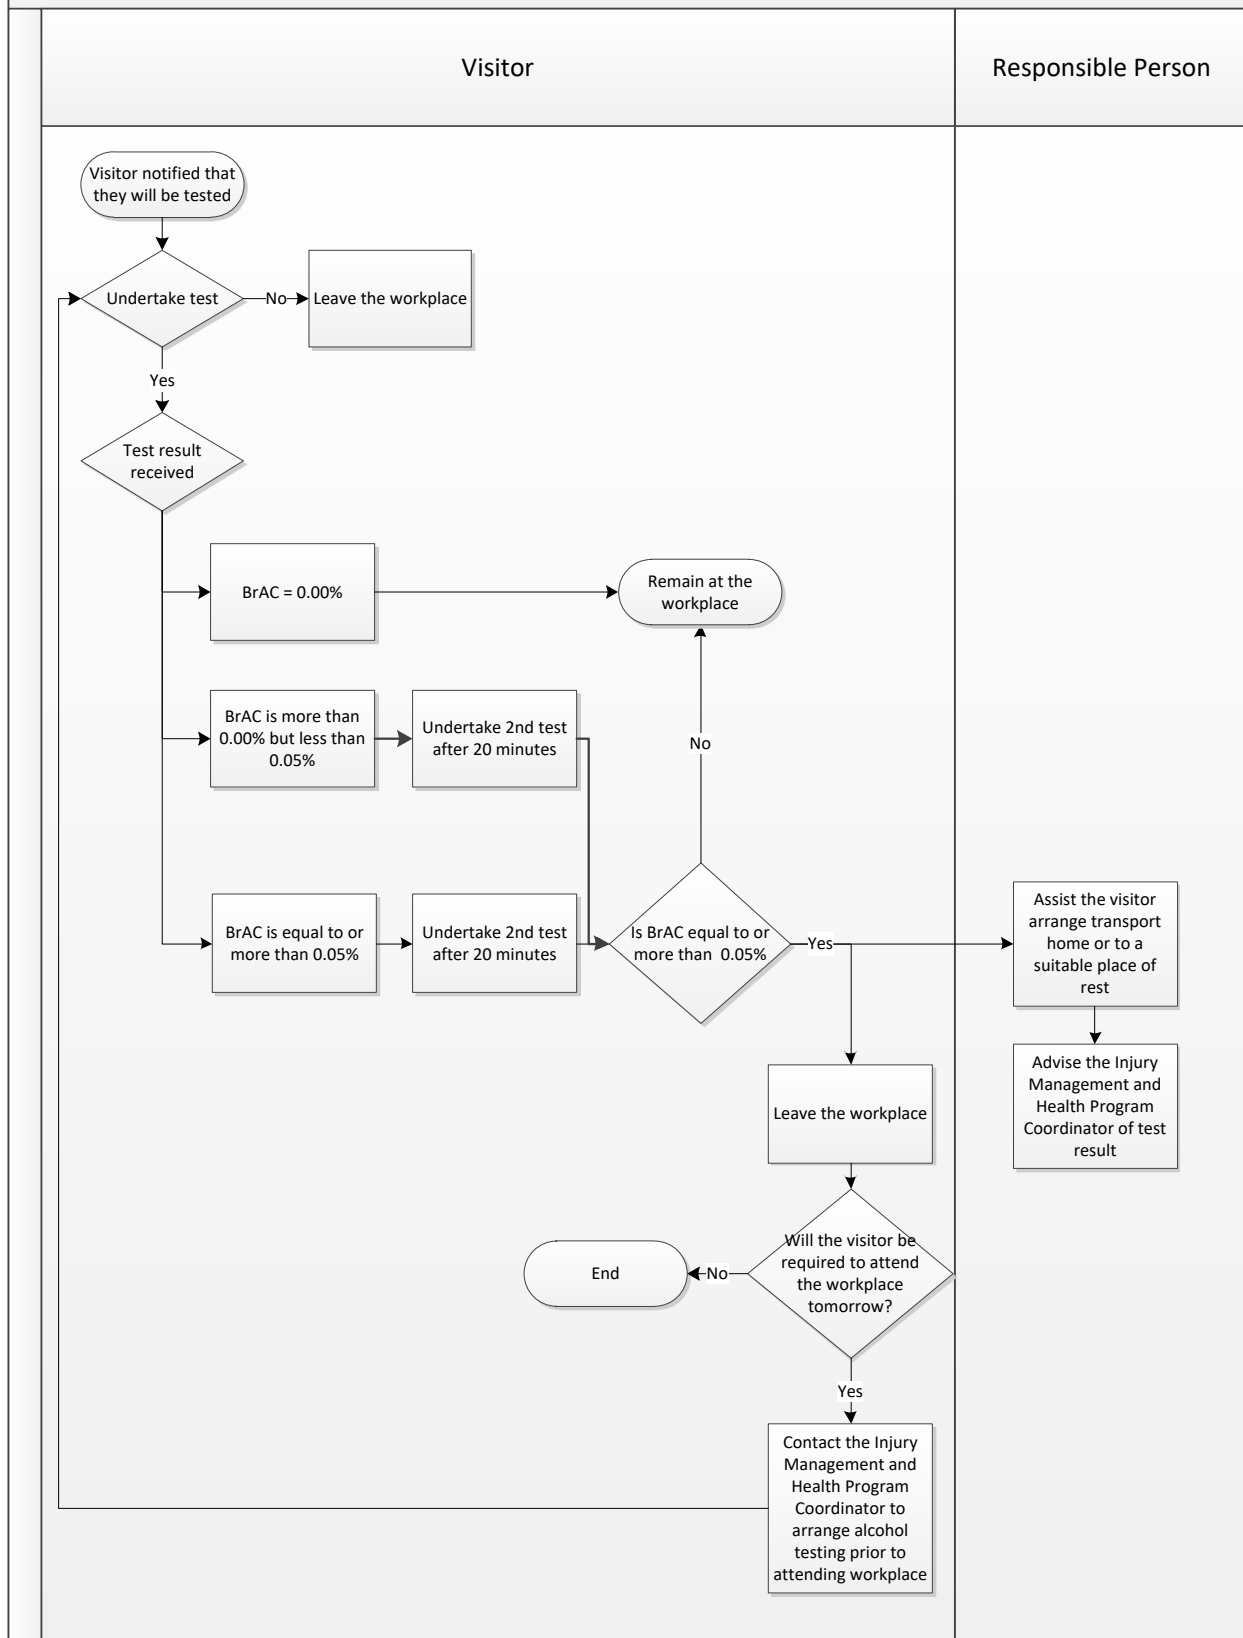 Visitor
Responsible Person
Visitor notified that
they will be tested
Undertake test
No
Leave the workplace
Yes
Test result
received
BrAC = 0.00%
Remain at the
workplace
BrAC is more than
0.00% but less than
0.05%
Undertake 2nd test
after 20 minutes
No
BrAC is equal to or
more than 0.05%
Undertake 2nd test
after 20 minutes
Is BrAC equal to or
more than  0.05%
Yes
Assist the visitor
arrange transport
home or to a
suitable place of
rest
Advise the Injury
Management and
Health Program
Coordinator of test
result
Leave the workplace
Will the visitor be
required to attend
the workplace
tomorrow?
No
End
Yes
Contact the Injury
Management and
Health Program
Coordinator to
arrange alcohol
testing prior to
attending workplace